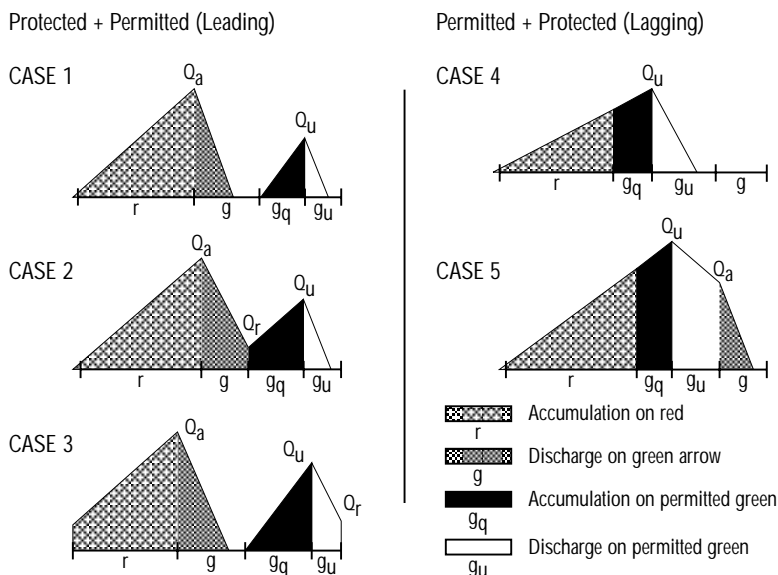 Protected + Permitted (Leading)
CASE 1
Qa
Qu
r
g
gq
gu
CASE 2
Qa
Qr
Qu
r
g
gq
gu
CASE 3
Qa
Qu
Qr
r
g
gq
gu
Permitted + Protected (Lagging)
CASE 4
Qu
r
gq
gu
g
CASE 5
Qu
Qa
r
gq
gu
g
Accumulation on red
r
Discharge on green arrow
g
Accumulation on permitted green
gq
Discharge on permitted green
gu